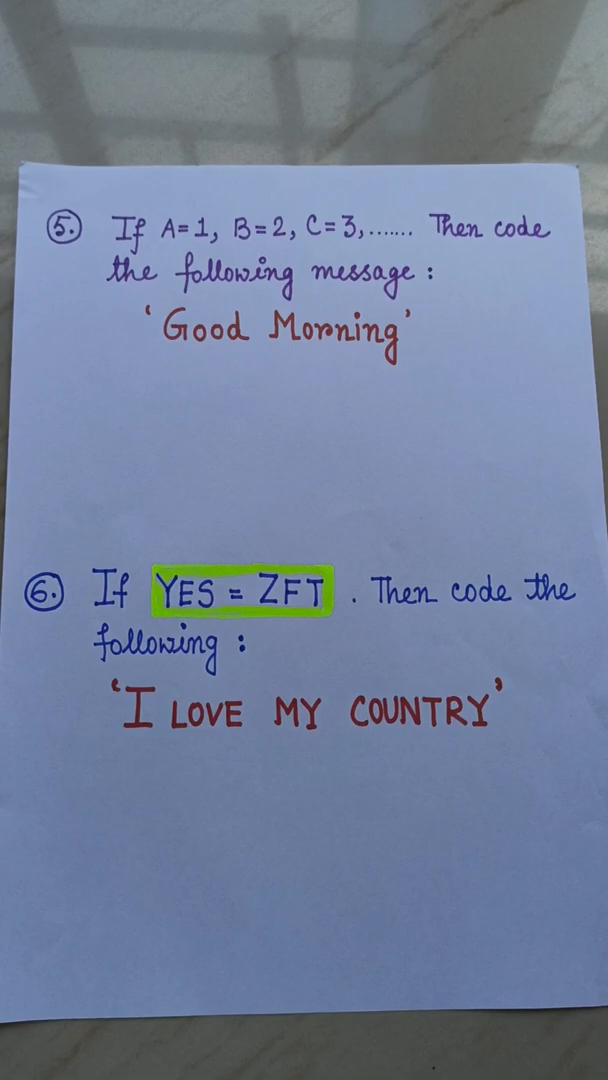 5. If A=1, B=2, C=3,....... Then code
the following message :
'Good Morning'
6. If YES = ZFT . Then code the
following :
'I LOVE MY COUNTRY'